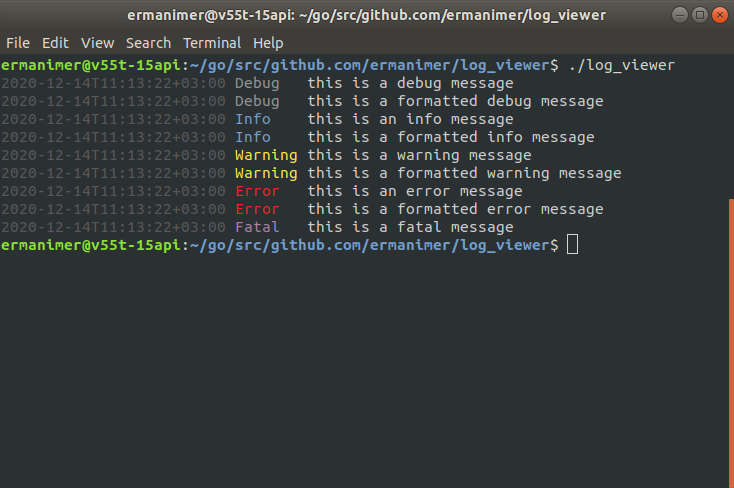 ermanimer@v55t-15api: ~/go/src/github.com/ermanimer/log_viewer
File Edit View Search Terminal Help
ermanimer@v55t-15api:~/go/src/github.com/ermanimer/log_viewer$ ./log_viewer
2020-12-14T11:13:22+03:00 Debug   this is a debug message
2020-12-14T11:13:22+03:00 Debug   this is a formatted debug message
2020-12-14T11:13:22+03:00 Info    this is an info message
2020-12-14T11:13:22+03:00 Info    this is a formatted info message
2020-12-14T11:13:22+03:00 Warning this is a warning message
2020-12-14T11:13:22+03:00 Warning this is a formatted warning message
2020-12-14T11:13:22+03:00 Error   this is an error message
2020-12-14T11:13:22+03:00 Error   this is a formatted error message
2020-12-14T11:13:22+03:00 Fatal   this is a fatal message
ermanimer@v55t-15api:~/go/src/github.com/ermanimer/log_viewer$